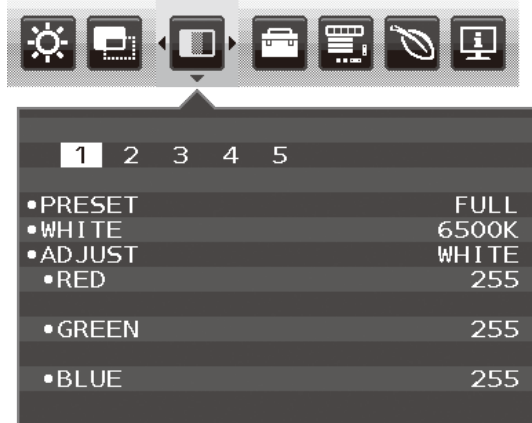 1 2 3 4 5
•PRESET FULL
•WHITE 6500K
•ADJUST WHITE
•RED 255
•GREEN 255
•BLUE 255